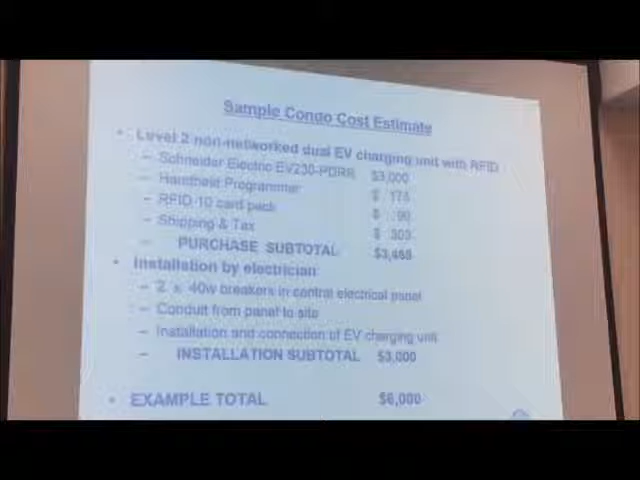 Sample Condo Cost Estimate
• Level 2 non-networked dual EV charging unit with RFID
– Schneider Electric EV230-PDRR $3,000
– Handheld Programmer $
– RFID 10 card pack $
– Shipping & Tax $
– PURCHASE SUBTOTAL
• Installation by electrician
– 2 x 40w breakers in central electrical panel
– Conduit from panel to site
– Installation and connection of EV charging unit
– INSTALLATION SUBTOTAL $3,000
• EXAMPLE TOTAL $6,000